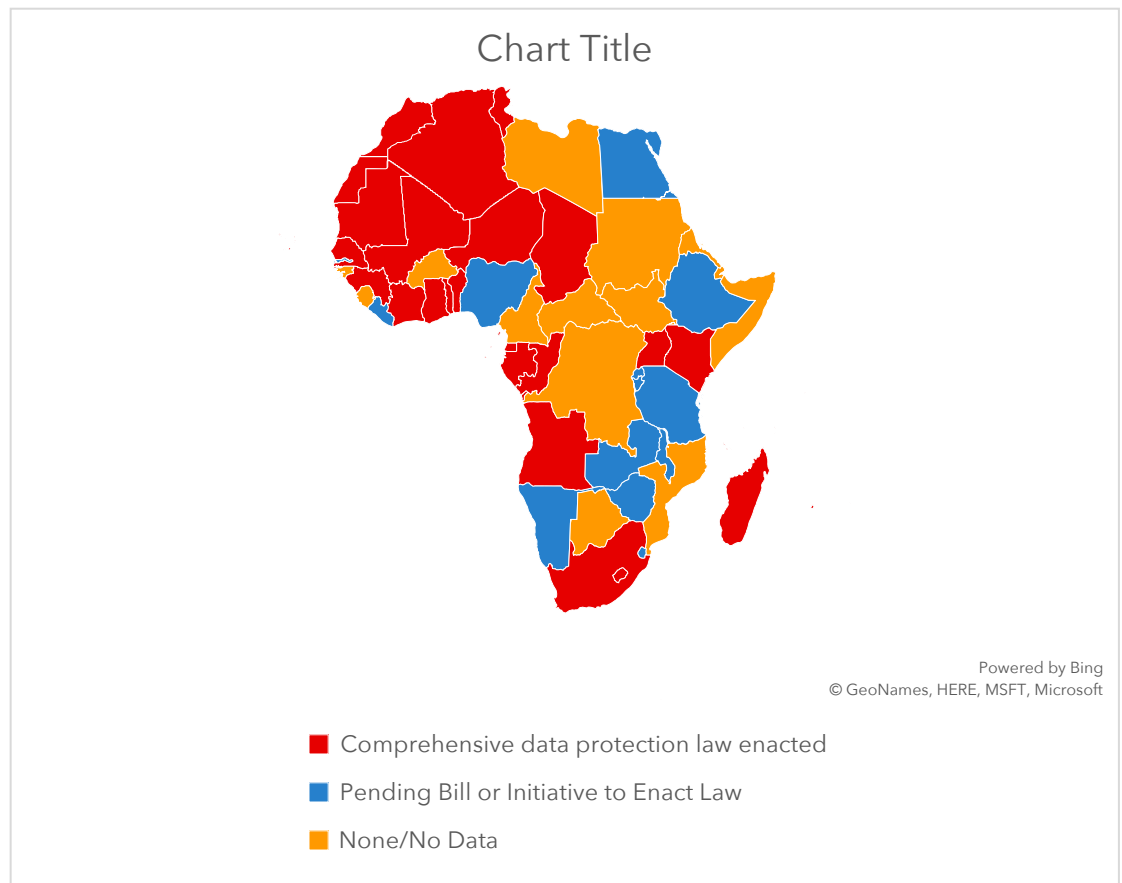 Chart Title
Powered by Bing
© GeoNames, HERE, MSFT, Microsoft
Comprehensive data protection law enacted
Pending Bill or Initiative to Enact Law
None/No Data